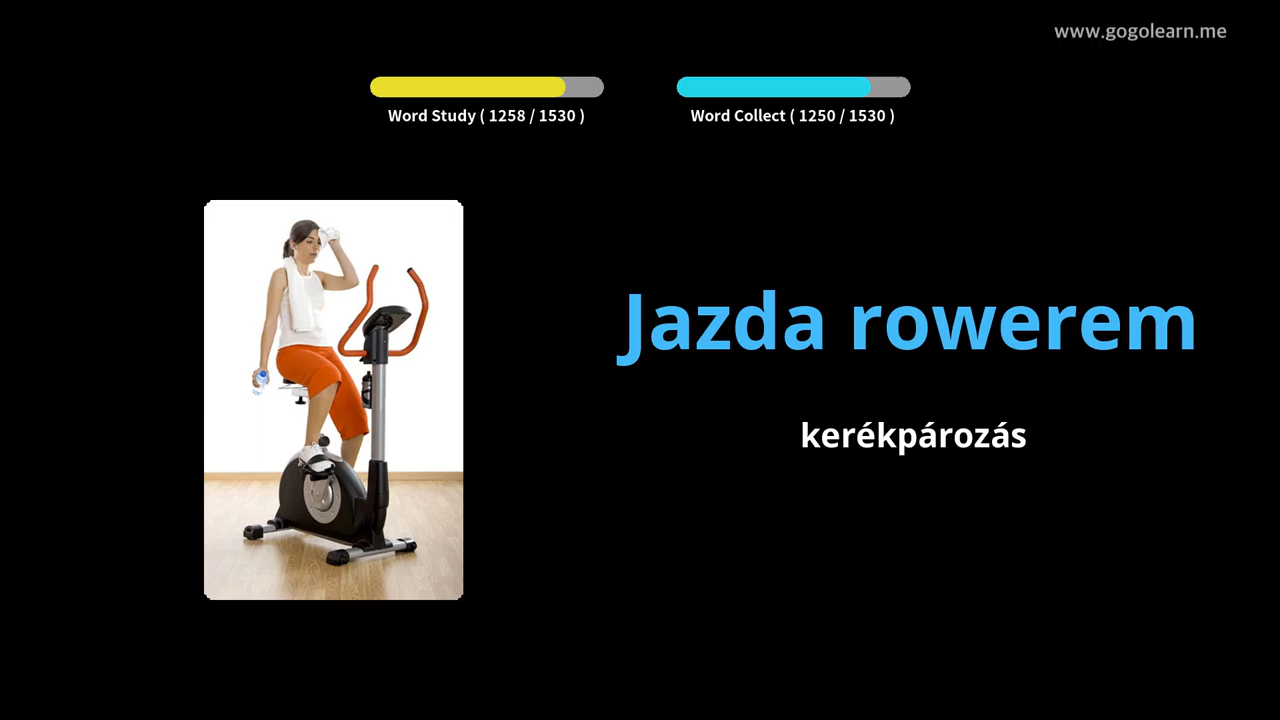 www.gogolearn.me
Word Study ( 1258 / 1530 )
Word Collect ( 1250 / 1530 )
Jazda rowerem
kerékpározás